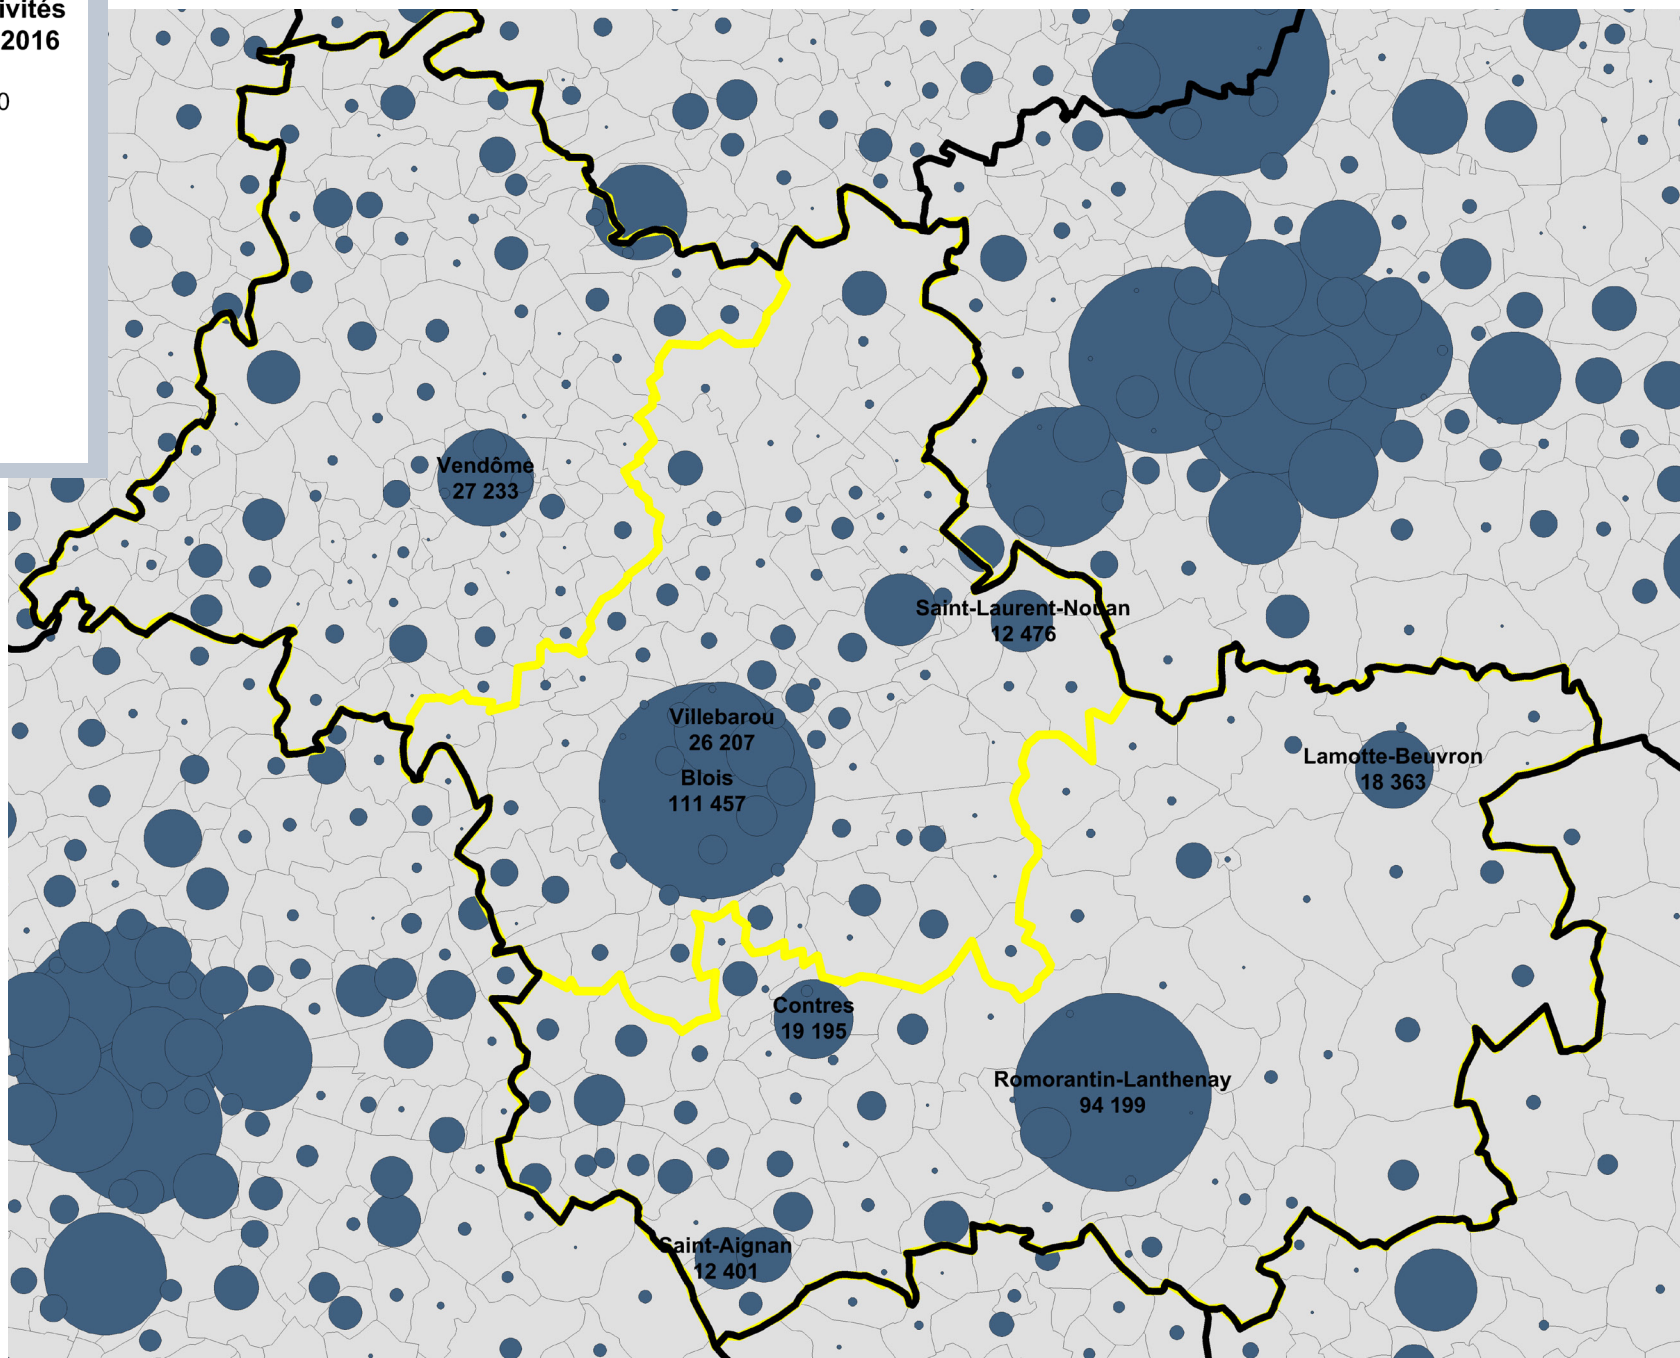 2016
0
Vendôme
27 233
Saint-Laurent-Nouan
12 476
Villebarou
26 207
Blois
111 457
Lamotte-Beuvron
18 363
Contres
19 195
Romorantin-Lanthenay
94 199
Saint-Aignan
12 401